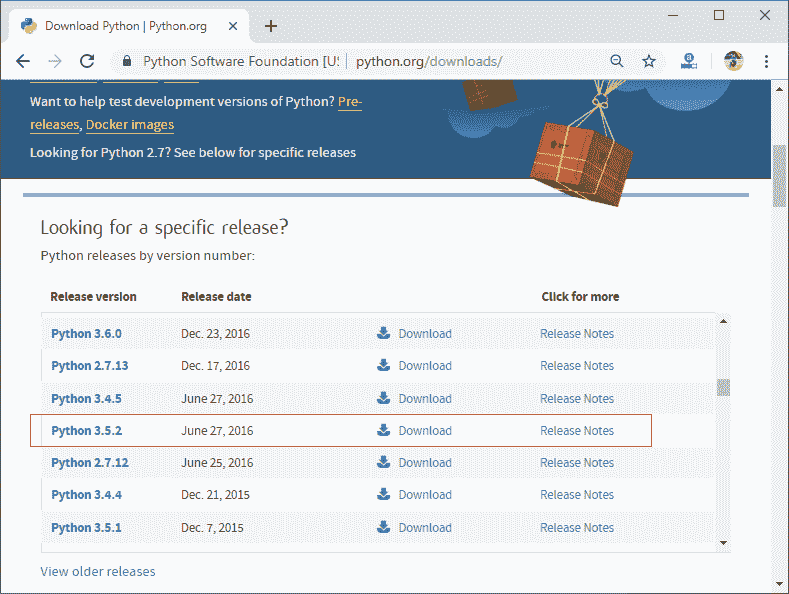 Download Python | Python.org
Python Software Foundation [U: python.org/downloads/
Want to help test development versions of Python? Pre-
releases, Docker images
Looking for Python 2.7? See below for specific releases
Looking for a specific release?
Python releases by version number:
Release version Release date Click for more
Python 3.6.0 Dec. 23, 2016 Download Release Notes
Python 2.7.13 Dec. 17, 2016 Download Release Notes
Python 3.4.5 June 27, 2016 Download Release Notes
Python 3.5.2 June 27, 2016 Download Release Notes
Python 2.7.12 June 25, 2016 Download Release Notes
Python 3.4.4 Dec. 21, 2015 Download Release Notes
Python 3.5.1 Dec. 7, 2015 Download Release Notes
View older releases